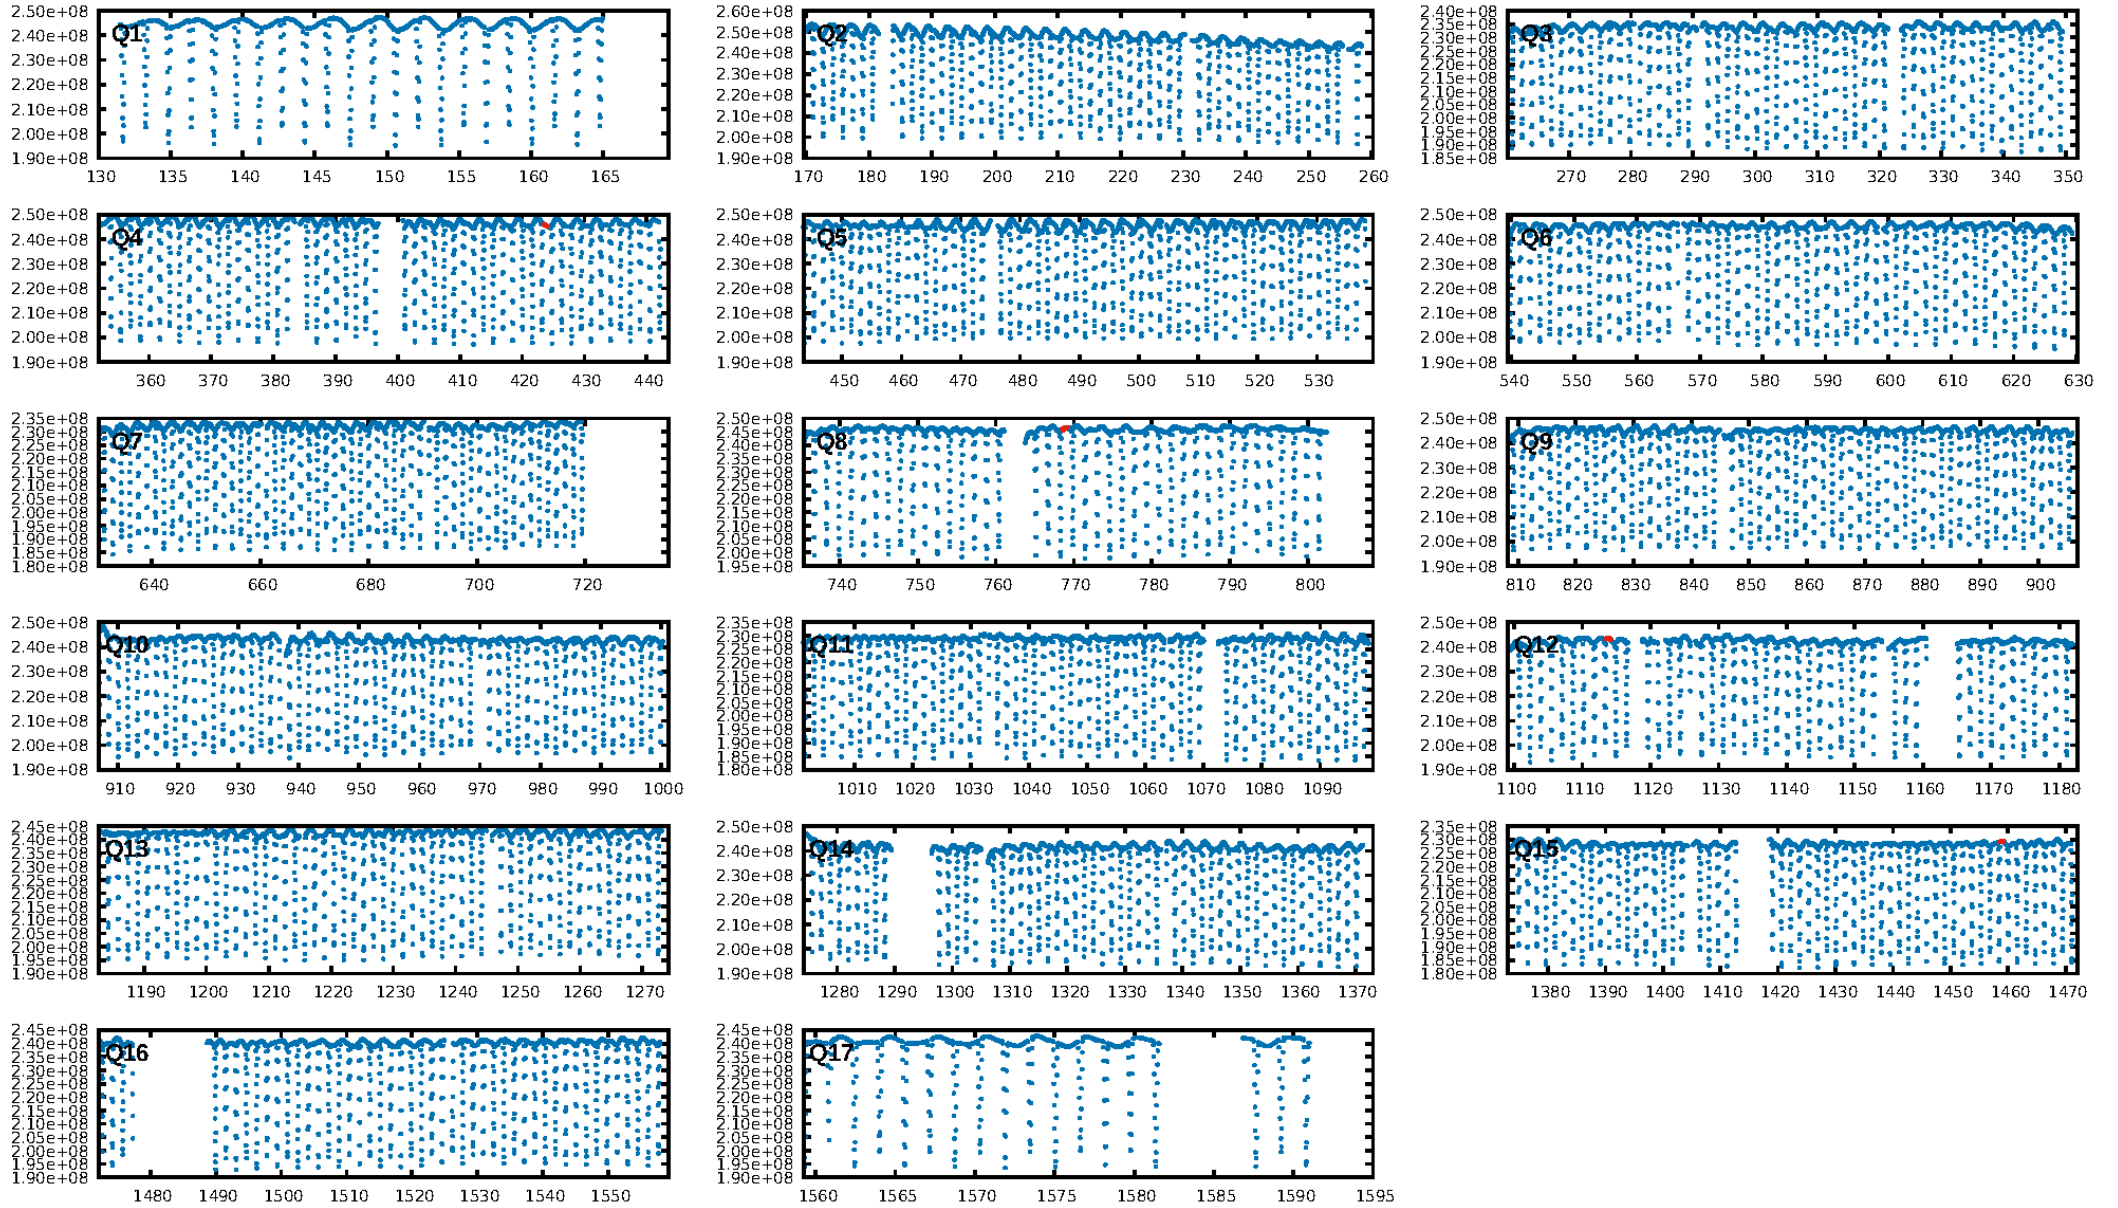 2.50e+08 2.40e+08 2.30e+08 2.20e+08 2.10e+08 2.00e+08 1.90e+08
Q1
130 135 140 145 150 155 160 165
2.60e+08 2.50e+08 2.40e+08 2.30e+08 2.20e+08 2.10e+08 2.00e+08 1.90e+08
Q2
170 180 190 200 210 220 230 240 250 260
2.40e+08 2.35e+08 2.30e+08 2.25e+08 2.20e+08 2.15e+08 2.10e+08 2.05e+08 2.00e+08 1.95e+08 1.90e+08 1.85e+08
Q3
270 280 290 300 310 320 330 340 350
2.50e+08 2.40e+08 2.30e+08 2.20e+08 2.10e+08 2.00e+08 1.90e+08
Q4
360 370 380 390 400 410 420 430 440
2.50e+08 2.40e+08 2.30e+08 2.20e+08 2.10e+08 2.00e+08 1.90e+08
Q5
450 460 470 480 490 500 510 520 530
2.50e+08 2.40e+08 2.30e+08 2.20e+08 2.10e+08 2.00e+08 1.90e+08
Q6
540 550 560 570 580 590 600 610 620 630
2.35e+08 2.30e+08 2.25e+08 2.20e+08 2.15e+08 2.10e+08 2.05e+08 2.00e+08 1.95e+08 1.90e+08 1.85e+08 1.80e+08
Q7
640 660 680 700 720
2.50e+08 2.45e+08 2.40e+08 2.35e+08 2.30e+08 2.25e+08 2.20e+08 2.15e+08 2.10e+08 2.05e+08 2.00e+08 1.95e+08
Q8
740 750 760 770 780 790 800
2.50e+08 2.40e+08 2.30e+08 2.20e+08 2.10e+08 2.00e+08 1.90e+08
Q9
810 820 830 840 850 860 870 880 890 900
2.50e+08 2.40e+08 2.30e+08 2.20e+08 2.10e+08 2.00e+08 1.90e+08
Q10
910 920 930 940 950 960 970 980 990 1000
2.35e+08 2.30e+08 2.25e+08 2.20e+08 2.15e+08 2.10e+08 2.05e+08 2.00e+08 1.95e+08 1.90e+08 1.85e+08 1.80e+08
Q11
1010 1020 1030 1040 1050 1060 1070 1080 1090
2.50e+08 2.40e+08 2.30e+08 2.20e+08 2.10e+08 2.00e+08 1.90e+08
Q12
1100 1110 1120 1130 1140 1150 1160 1170 1180
2.45e+08 2.40e+08 2.35e+08 2.30e+08 2.25e+08 2.20e+08 2.15e+08 2.10e+08 2.05e+08 2.00e+08 1.95e+08 1.90e+08
Q13
1190 1200 1210 1220 1230 1240 1250 1260 1270
2.50e+08 2.40e+08 2.30e+08 2.20e+08 2.10e+08 2.00e+08 1.90e+08
Q14
1280 1290 1300 1310 1320 1330 1340 1350 1360 1370
2.35e+08 2.30e+08 2.25e+08 2.20e+08 2.15e+08 2.10e+08 2.05e+08 2.00e+08 1.95e+08 1.90e+08 1.85e+08 1.80e+08
Q15
1380 1390 1400 1410 1420 1430 1440 1450 1460 1470
2.45e+08 2.40e+08 2.35e+08 2.30e+08 2.25e+08 2.20e+08 2.15e+08 2.10e+08 2.05e+08 2.00e+08 1.95e+08 1.90e+08
Q16
1480 1490 1500 1510 1520 1530 1540 1550
2.45e+08 2.40e+08 2.35e+08 2.30e+08 2.25e+08 2.20e+08 2.15e+08 2.10e+08 2.05e+08 2.00e+08 1.95e+08 1.90e+08
Q17
1560 1565 1570 1575 1580 1585 1590 1595